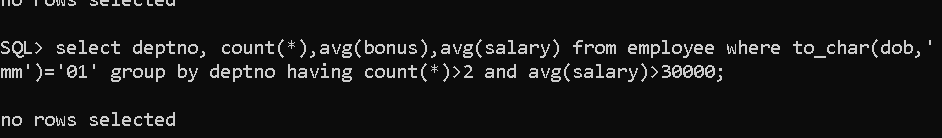 no rows selected
SQL> select deptno, count(*),avg(bonus),avg(salary) from employee where to_char(dob,'
mm')='01' group by deptno having count(*)>2 and avg(salary)>30000;
no rows selected